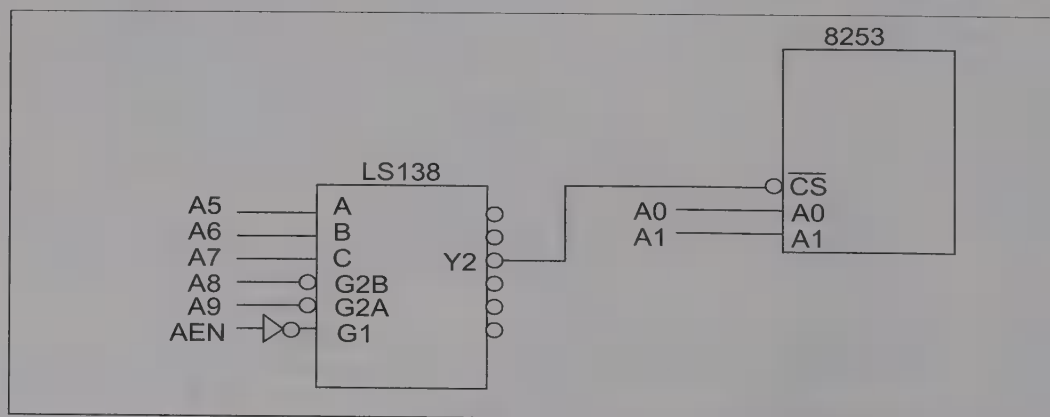 8253
LS138
A5 A
A6 B
A7 C
A8 G2B
A9 G2A
AEN G1
Y2
CS
A0 A0
A1 A1